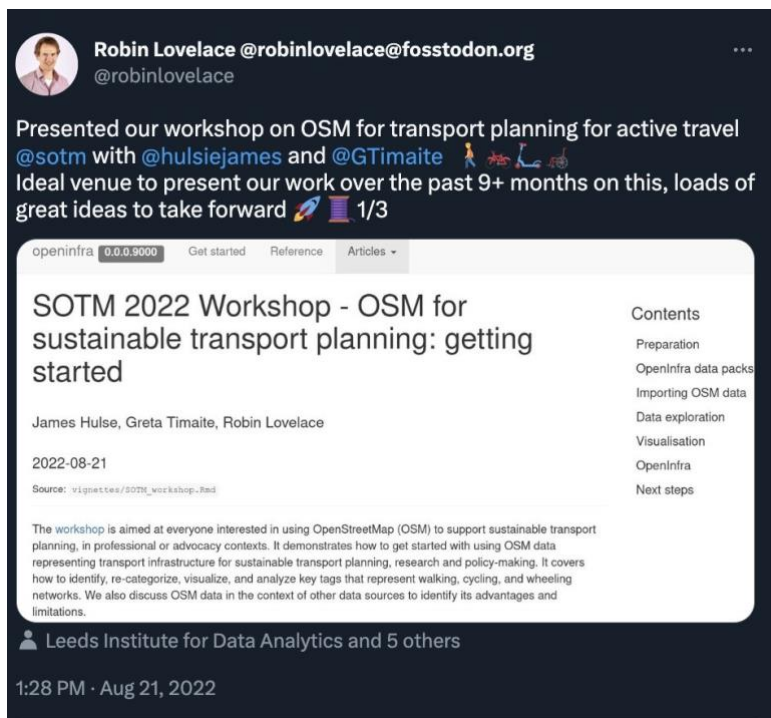 Robin Lovelace @robinlovelace@fosstodon.org
@robinlovelace
Presented our workshop on OSM for transport planning for active travel
@sotm with @hulsiejames and @GTimaite 🚶🚲🛴🦽
Ideal venue to present our work over the past 9+ months on this, loads of
great ideas to take forward 🚀 🧵 1/3
openinfra 0.0.0.9000 Get started Reference Articles
SOTM 2022 Workshop - OSM for
sustainable transport planning: getting
started
James Hulse, Greta Timaite, Robin Lovelace
2022-08-21
Source: vignettes/SOTM_workshop.Rmd
The workshop is aimed at everyone interested in using OpenStreetMap (OSM) to support sustainable transport
planning, in professional or advocacy contexts. It demonstrates how to get started with using OSM data
representing transport infrastructure for sustainable transport planning, research and policy-making. It covers
how to identify, re-categorize, visualize, and analyze key tags that represent walking, cycling, and wheeling
networks. We also discuss OSM data in the context of other data sources to identify its advantages and
limitations.
Contents
Preparation
OpenInfra data packs
Importing OSM data
Data exploration
Visualisation
OpenInfra
Next steps
Leeds Institute for Data Analytics and 5 others
1:28 PM · Aug 21, 2022